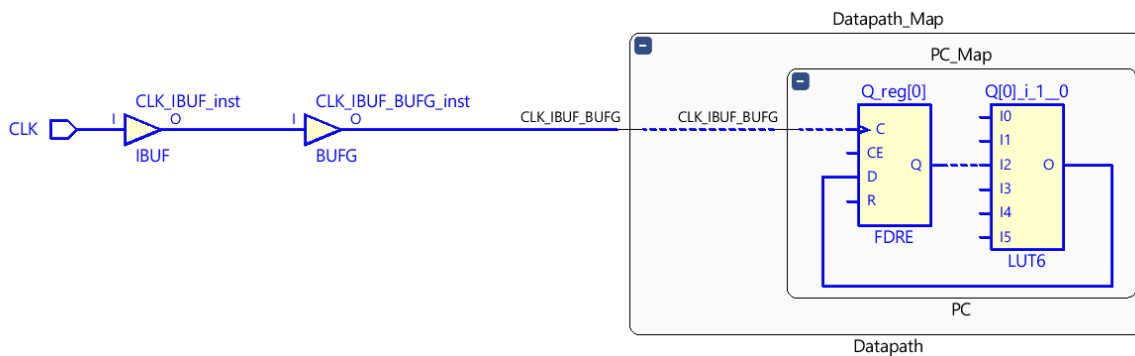 Datapath_Map
PC_Map
CLK
I
CLK_IBUF_inst
O
IBUF
I
CLK_IBUF_BUFG_inst
O
BUFG
CLK_IBUF_BUFG
CLK_IBUF_BUFG
Q_reg[0]
C
CE
D
R
Q
FDRE
Q[0]_i_1__0
I0
I1
I2
I3
I4
I5
O
LUT6
PC
Datapath